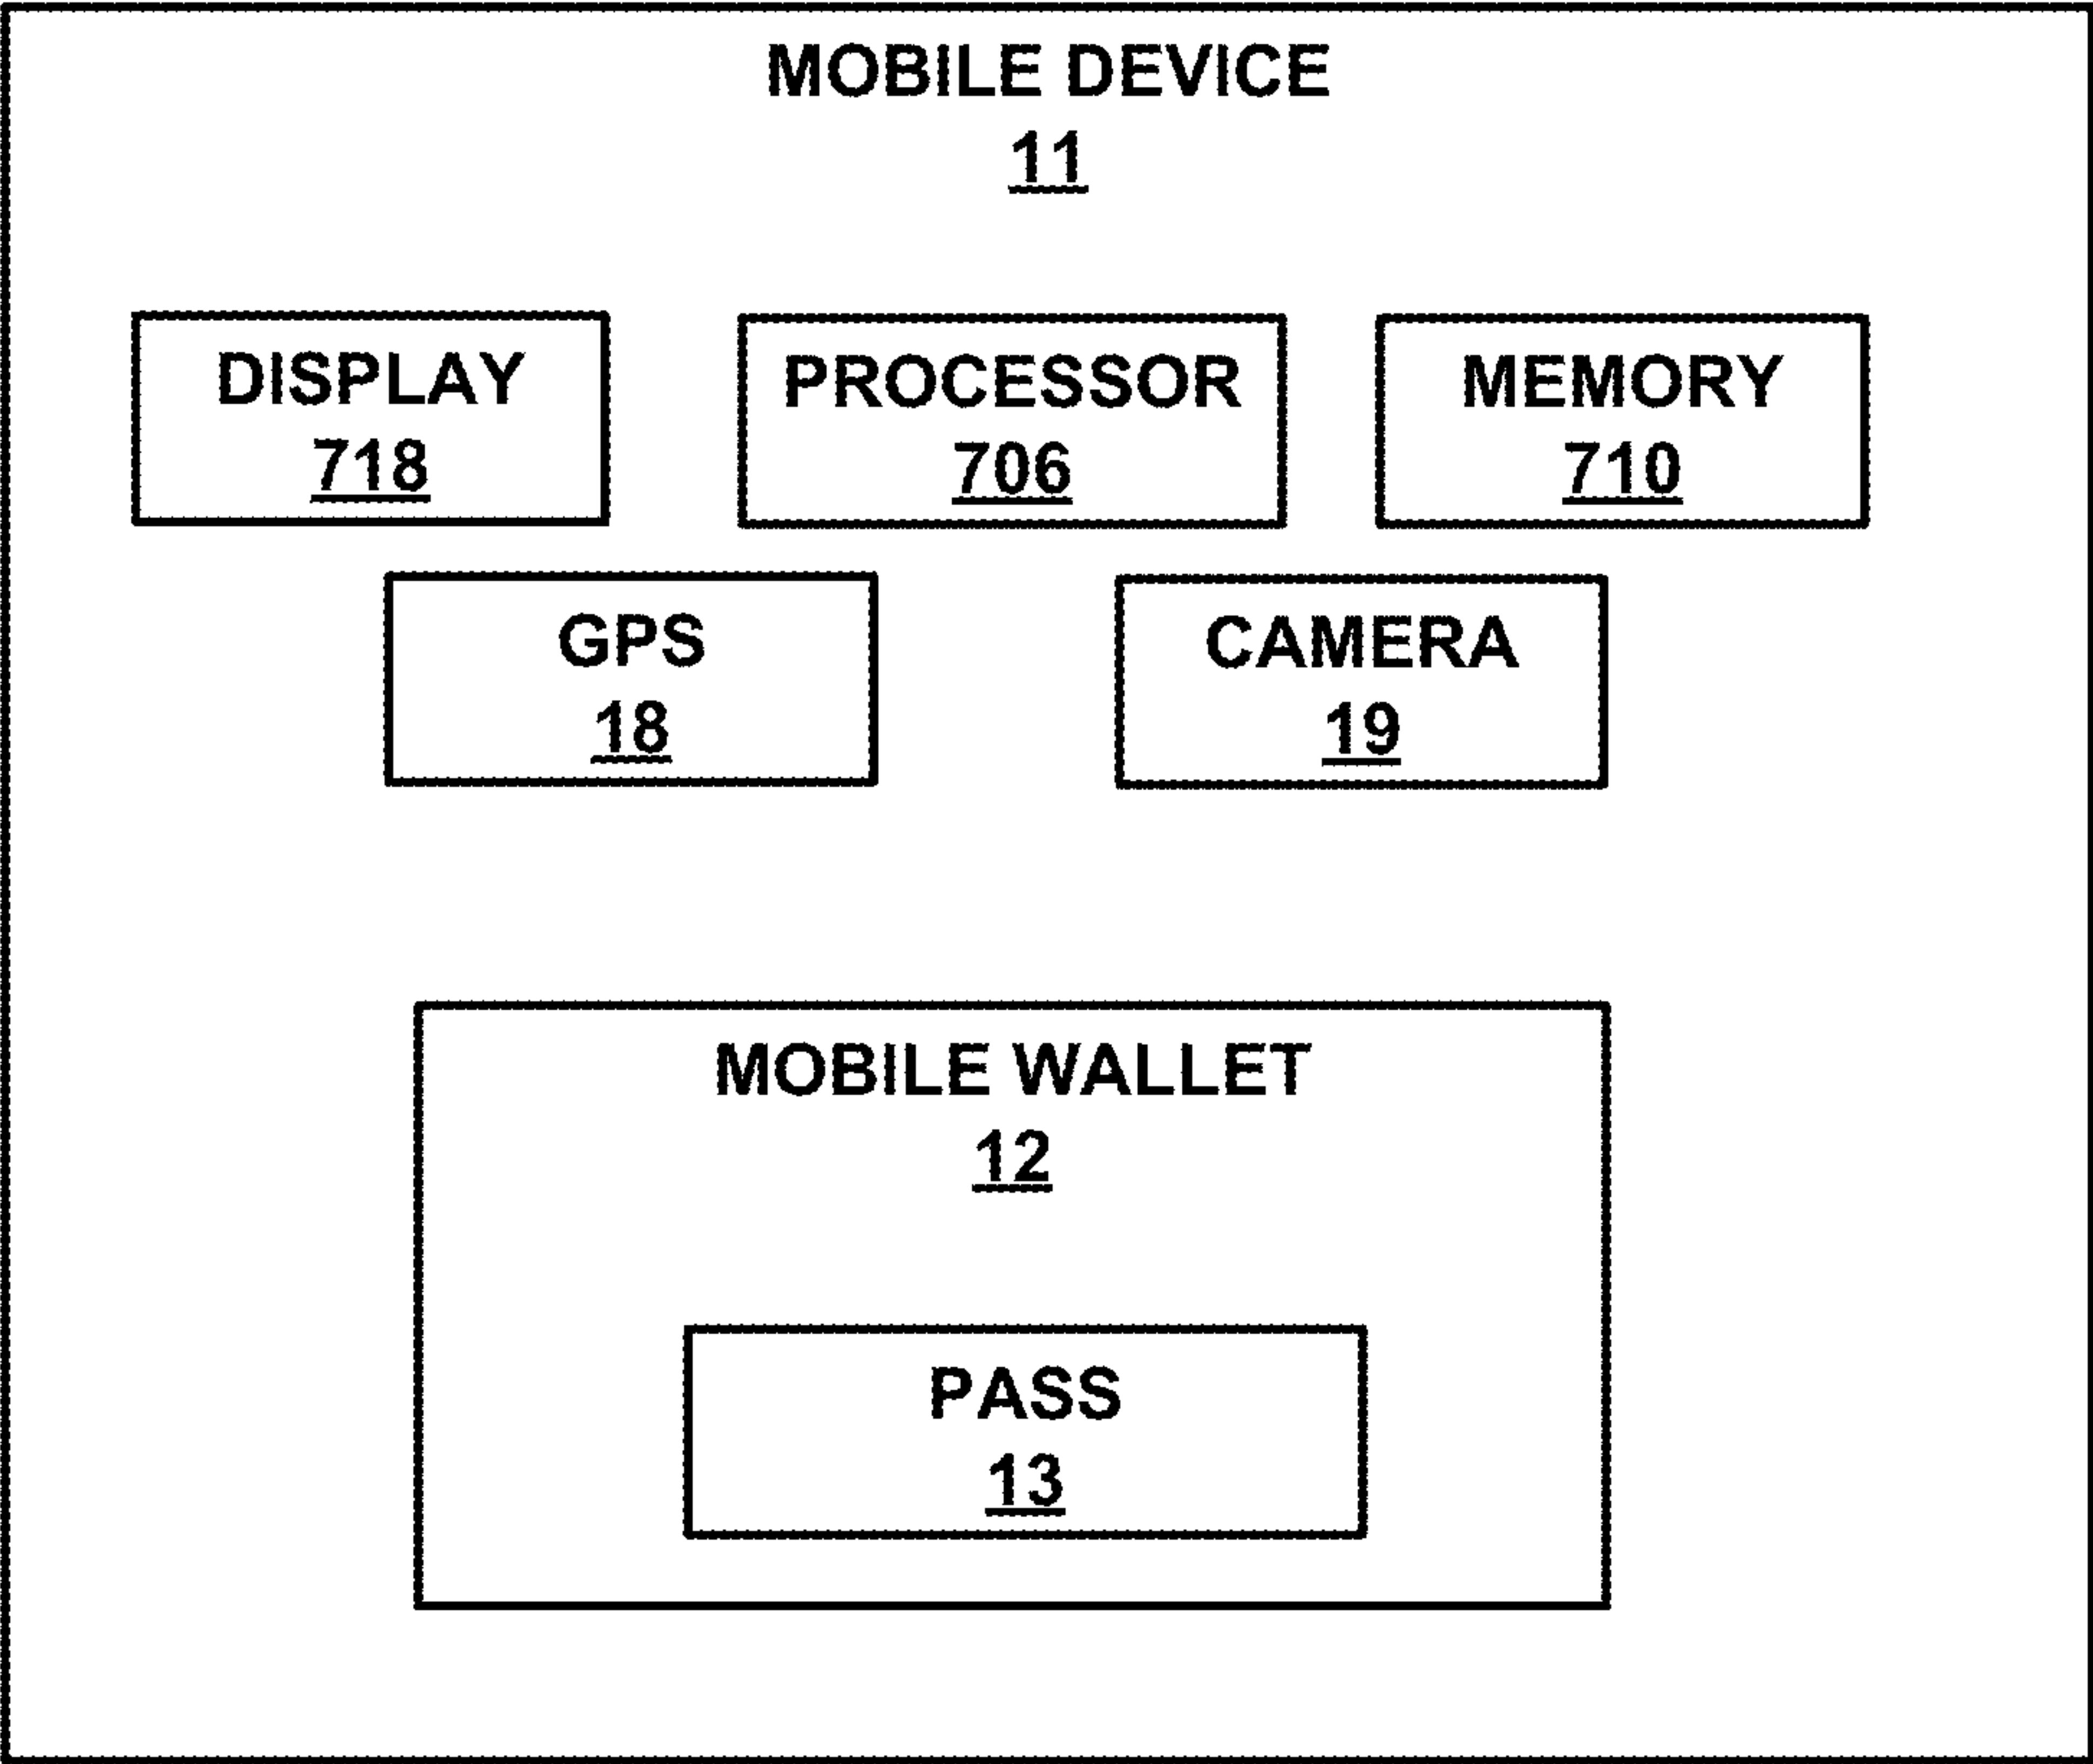 MOBILE DEVICE
11
DISPLAY
718
PROCESSOR
706
MEMORY
710
GPS
18
CAMERA
19
MOBILE WALLET
12
PASS
13